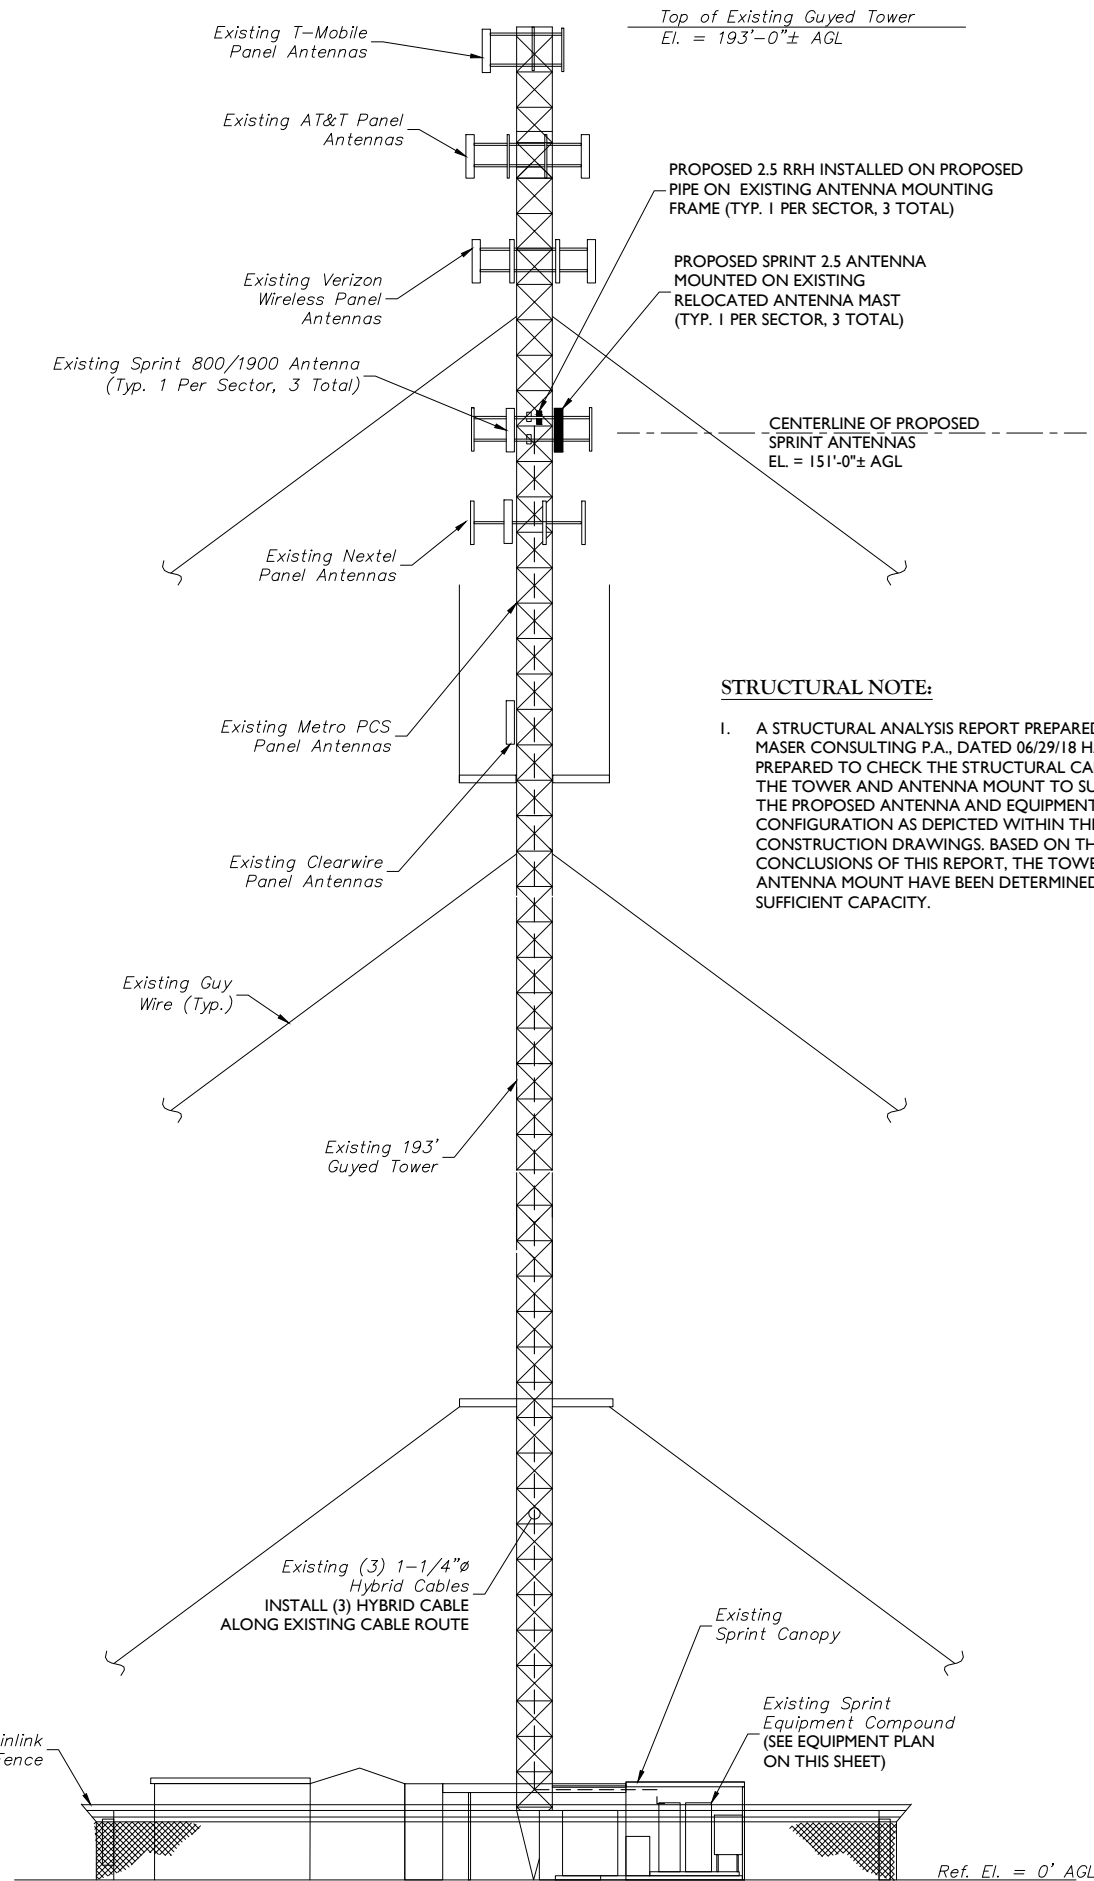 Top of Existing Guyed Tower
El. = 193'-0"± AGL
Existing T-Mobile
Panel Antennas
Existing AT&T Panel
Antennas
PROPOSED 2.5 RRH INSTALLED ON PROPOSED
PIPE ON EXISTING ANTENNA MOUNTING
FRAME (TYP. 1 PER SECTOR, 3 TOTAL)
Existing Verizon
Wireless Panel
Antennas
PROPOSED SPRINT 2.5 ANTENNA
MOUNTED ON EXISTING
RELOCATED ANTENNA MAST
(TYP. 1 PER SECTOR, 3 TOTAL)
Existing Sprint 800/1900 Antenna
(Typ. 1 Per Sector, 3 Total)
CENTERLINE OF PROPOSED
SPRINT ANTENNAS
EL. = 151'-0"± AGL
Existing Nextel
Panel Antennas
STRUCTURAL NOTE:
1. A STRUCTURAL ANALYSIS REPORT PREPARED
MASER CONSULTING P.A., DATED 06/29/18 HA
PREPARED TO CHECK THE STRUCTURAL CA
THE TOWER AND ANTENNA MOUNT TO SU
THE PROPOSED ANTENNA AND EQUIPMENT
CONFIGURATION AS DEPICTED WITHIN THE
CONSTRUCTION DRAWINGS. BASED ON TH
CONCLUSIONS OF THIS REPORT, THE TOWE
ANTENNA MOUNT HAVE BEEN DETERMINED
SUFFICIENT CAPACITY.
Existing Metro PCS
Panel Antennas
Existing Clearwire
Panel Antennas
Existing Guy
Wire (Typ.)
Existing 193'
Guyed Tower
Existing (3) 1-1/4"ø
Hybrid Cables
INSTALL (3) HYBRID CABLE
ALONG EXISTING CABLE ROUTE
Existing
Sprint Canopy
Existing Sprint
Equipment Compound
(SEE EQUIPMENT PLAN
ON THIS SHEET)
inlink
Fence
Ref. El. = 0' AGL